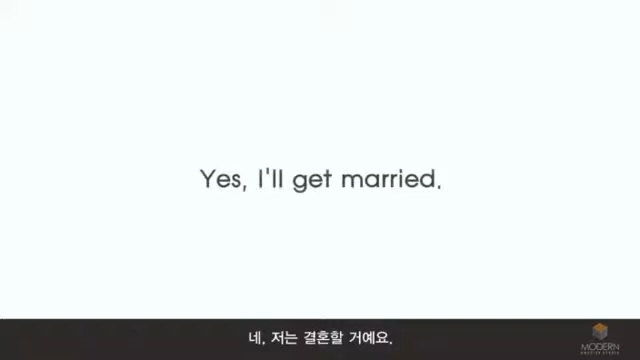 Yes, I'll get married.
네, 저는 결혼할 거예요.
MODERN